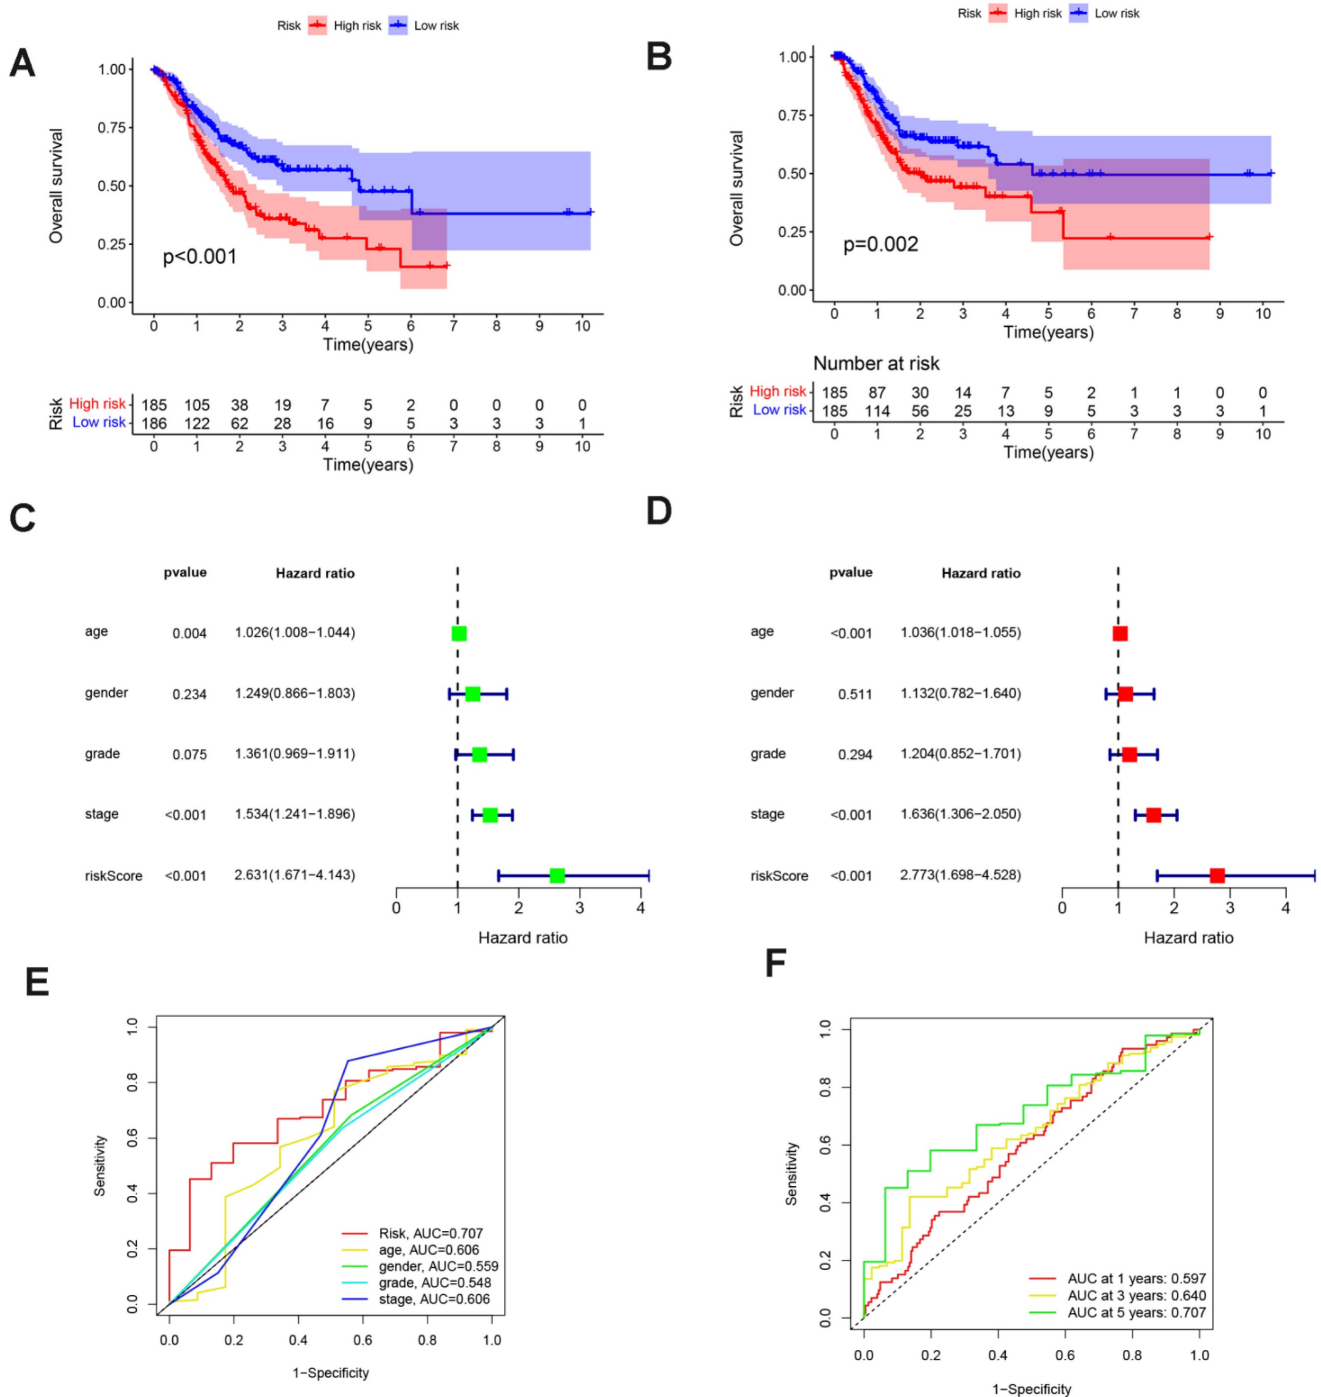 Risk High risk Low risk
A
1.00
0.75
0.50
0.25
0.00
Overall survival
p<0.001
0 1 2 3 4 5 6 7 8 9 10
Time(years)
Risk
High risk 185 105 38 19 7 5 2 0 0 0 0
Low risk 186 122 62 28 16 9 5 3 3 3 1
0 1 2 3 4 5 6 7 8 9 10
Time(years)
Risk High risk Low risk
B
1.00
0.75
0.50
0.25
0.00
Overall survival
p=0.002
0 1 2 3 4 5 6 7 8 9 10
Time(years)
Number at risk
Risk
High risk 185 87 30 14 7 5 2 1 1 0 0
Low risk 185 114 56 25 13 9 5 3 3 3 1
0 1 2 3 4 5 6 7 8 9 10
Time(years)
C
pvalue Hazard ratio
age 0.004 1.026(1.008−1.044)
gender 0.234 1.249(0.866−1.803)
grade 0.075 1.361(0.969−1.911)
stage <0.001 1.534(1.241−1.896)
riskScore <0.001 2.631(1.671−4.143)
0 1 2 3 4
Hazard ratio
D
pvalue Hazard ratio
age <0.001 1.036(1.018−1.055)
gender 0.511 1.132(0.782−1.640)
grade 0.294 1.204(0.852−1.701)
stage <0.001 1.636(1.306−2.050)
riskScore <0.001 2.773(1.698−4.528)
0 1 2 3 4
Hazard ratio
E
1.0
0.8
0.6
0.4
0.2
0.0
Sensitivity
Risk, AUC=0.707
age, AUC=0.606
gender, AUC=0.559
grade, AUC=0.548
stage, AUC=0.606
0.0 0.2 0.4 0.6 0.8 1.0
1−Specificity
F
1.0
0.8
0.6
0.4
0.2
0.0
Sensitivity
AUC at 1 years: 0.597
AUC at 3 years: 0.640
AUC at 5 years: 0.707
0.0 0.2 0.4 0.6 0.8 1.0
1−Specificity